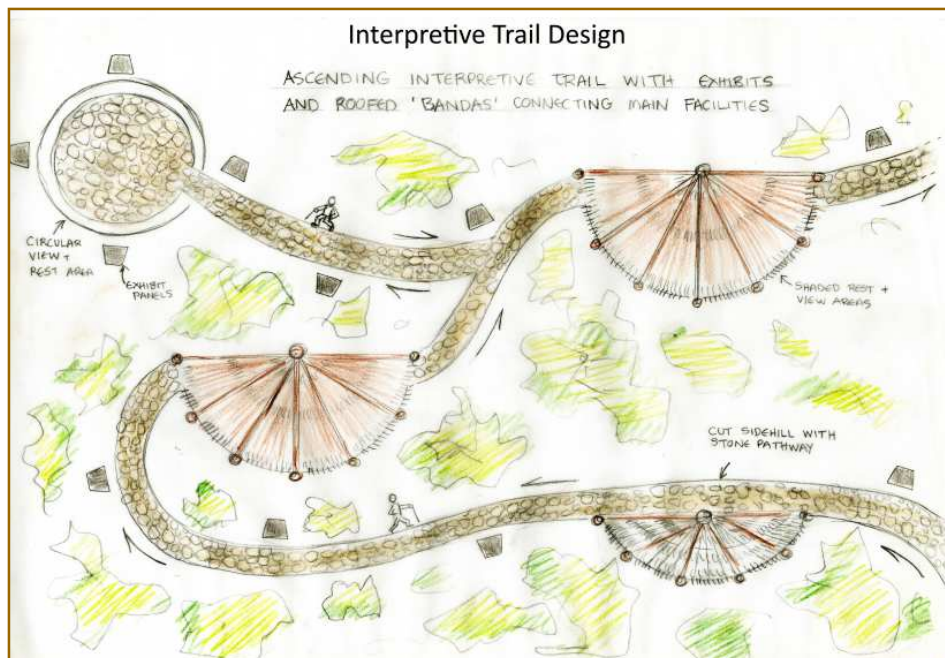 Interpretive Trail Design
ASCENDING INTERPRETIVE TRAIL WITH EXHIBITS
AND ROOFED 'BANDAS' CONNECTING MAIN FACILITIES
CIRCULAR
VIEW +
REST AREA
EXHIBIT
PANELS
SHADED REST +
VIEW AREAS
CUT SIDEHILL WITH
STONE PATHWAY